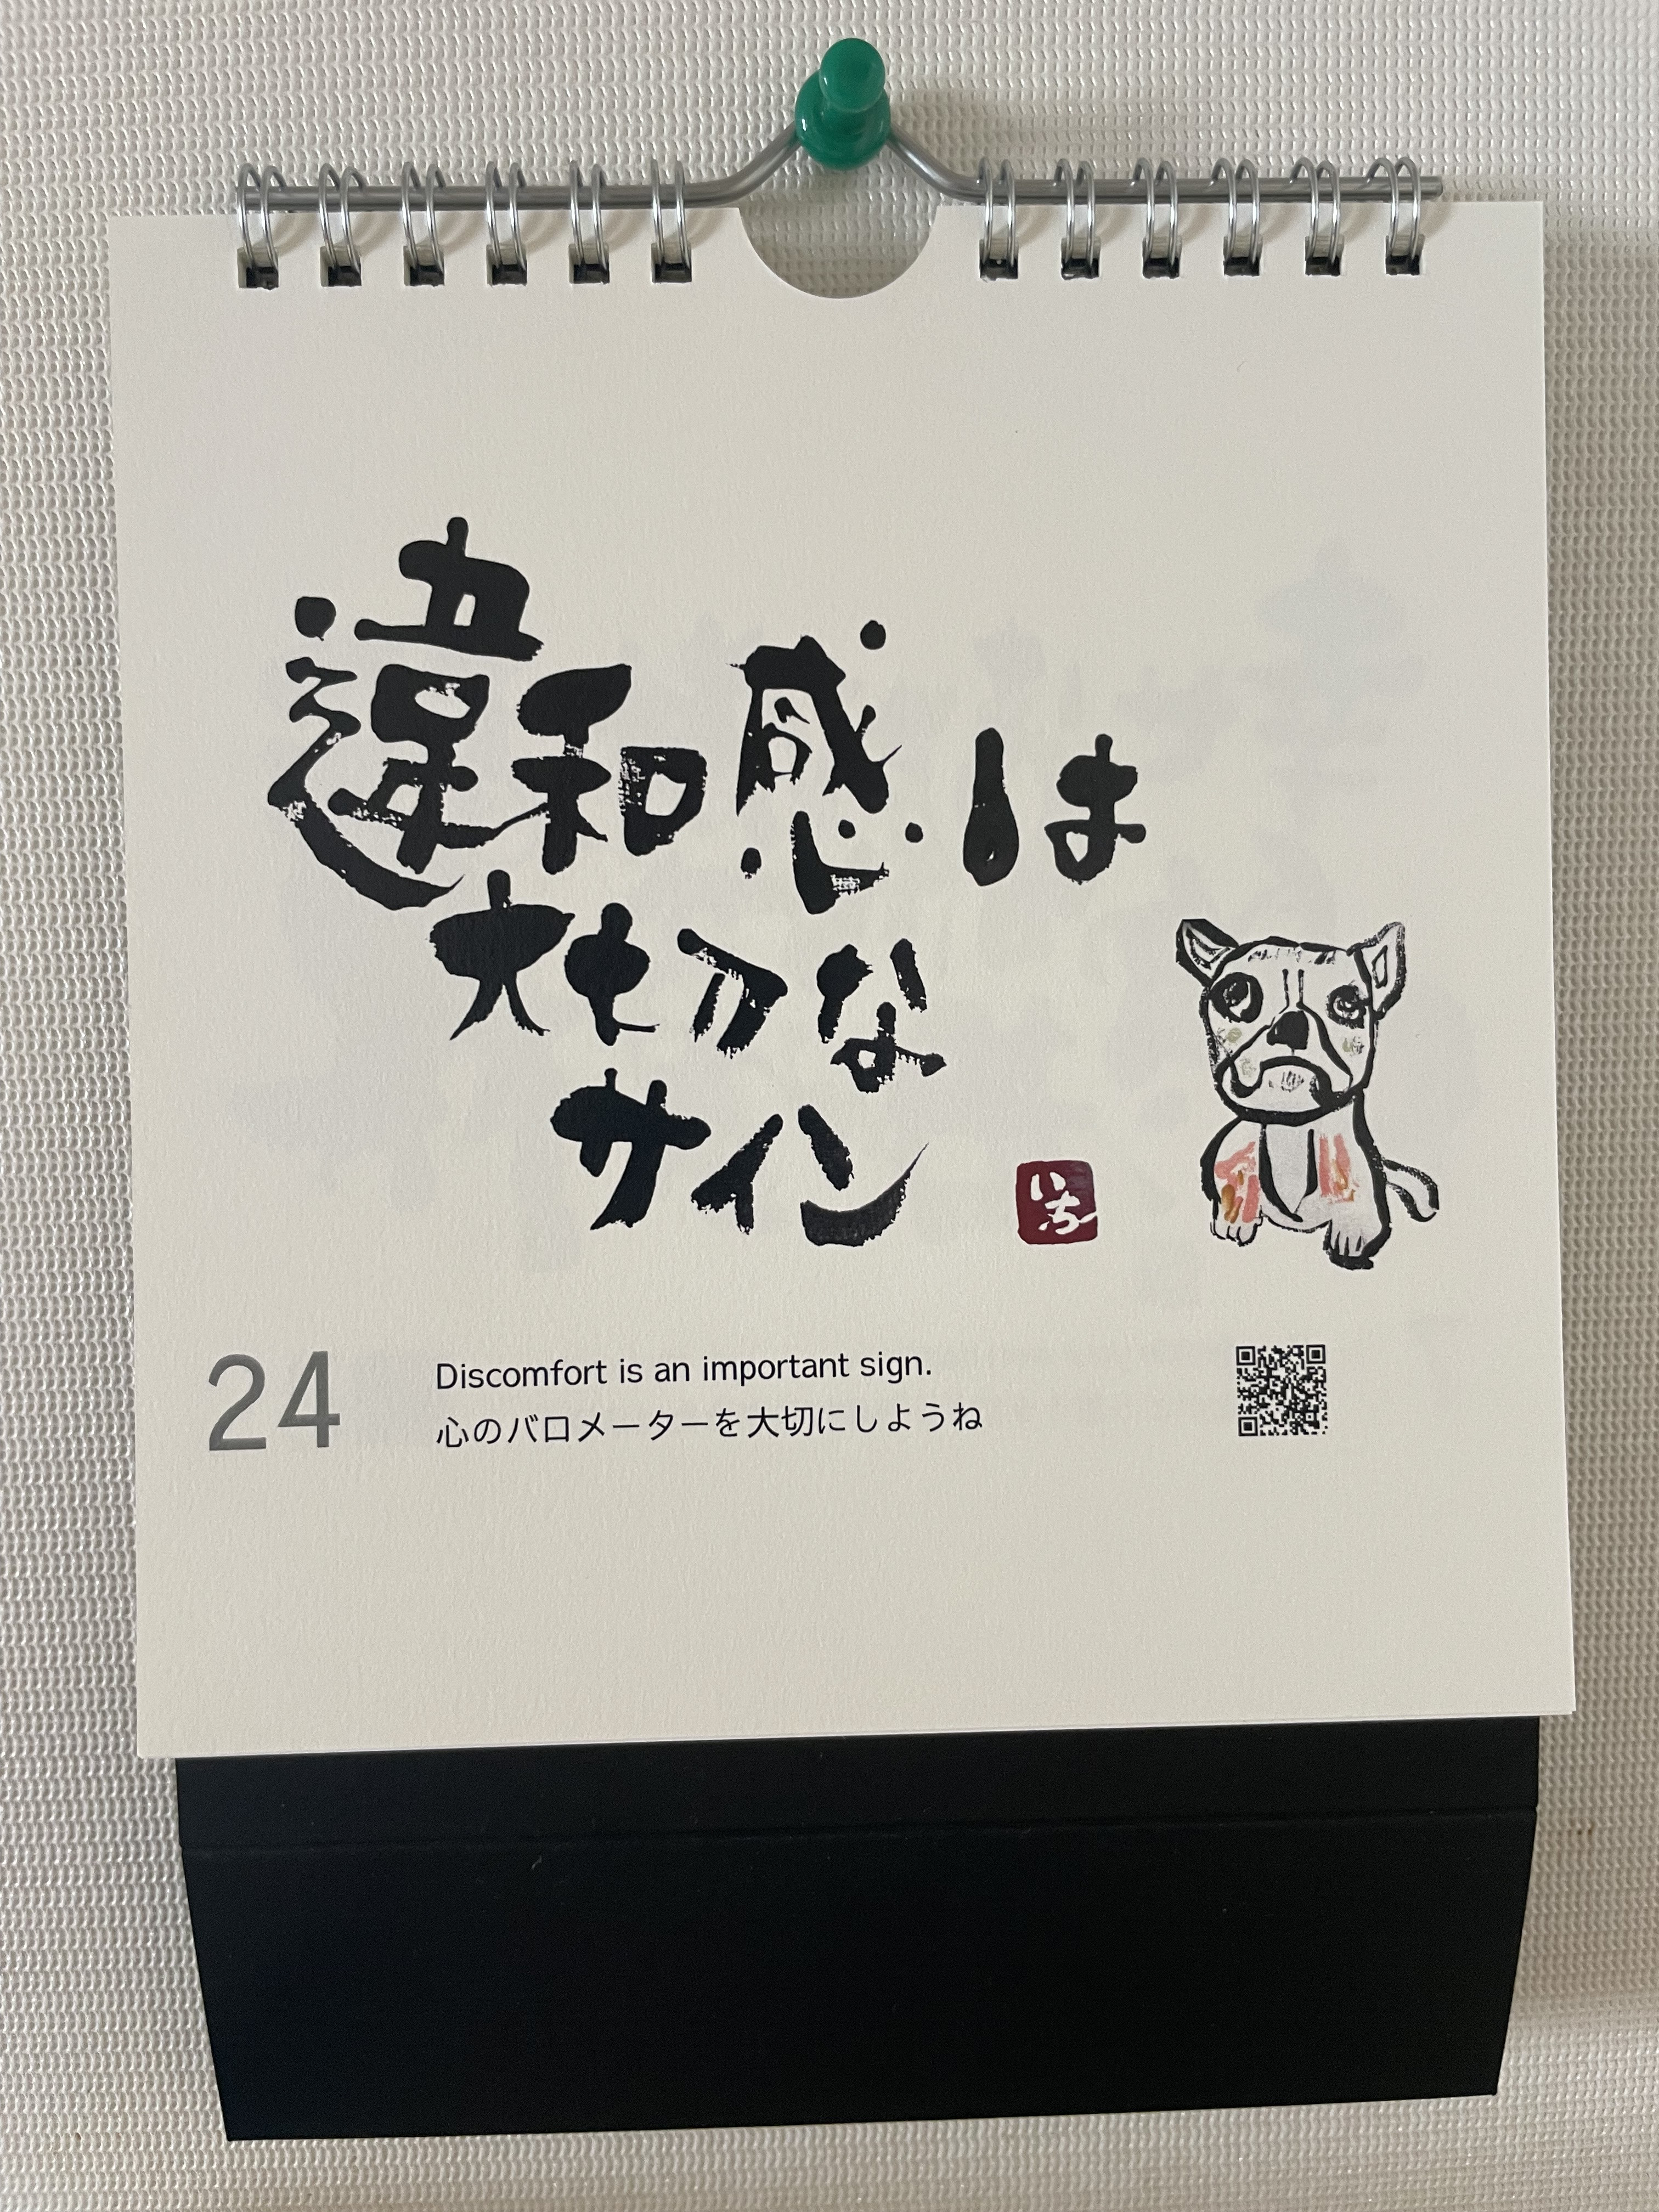 違和感は
大切な
サイン
いち
24
Discomfort is an important sign.
心のバロメーターを大切にしようね